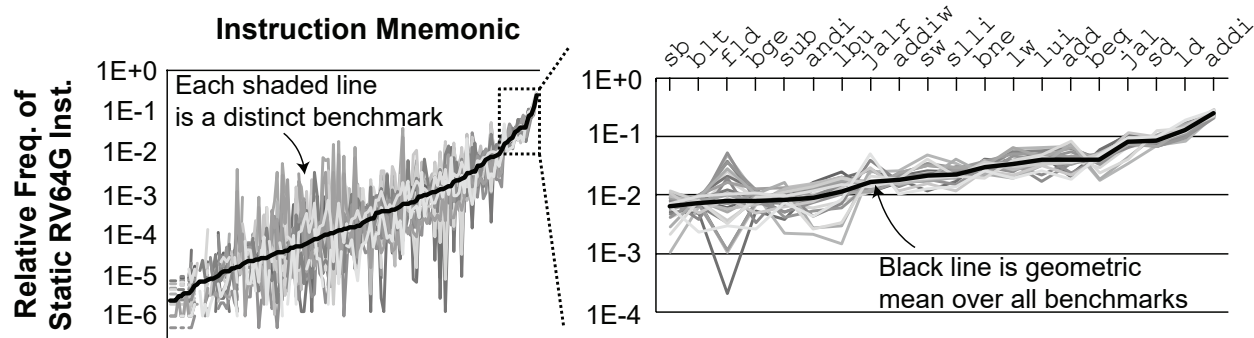 Instruction Mnemonic
Relative Freq. of
Static RV64G Inst.
1E+0
1E-1
1E-2
1E-3
1E-4
1E-5
1E-6
Each shaded line
is a distinct benchmark
sb
blt
fld
bge
sub
andi
lbu
jalr
addiw
sw
slli
bne
lw
lui
add
beq
jal
sd
ld
addi
1E+0
1E-1
1E-2
1E-3
1E-4
Black line is geometric
mean over all benchmarks